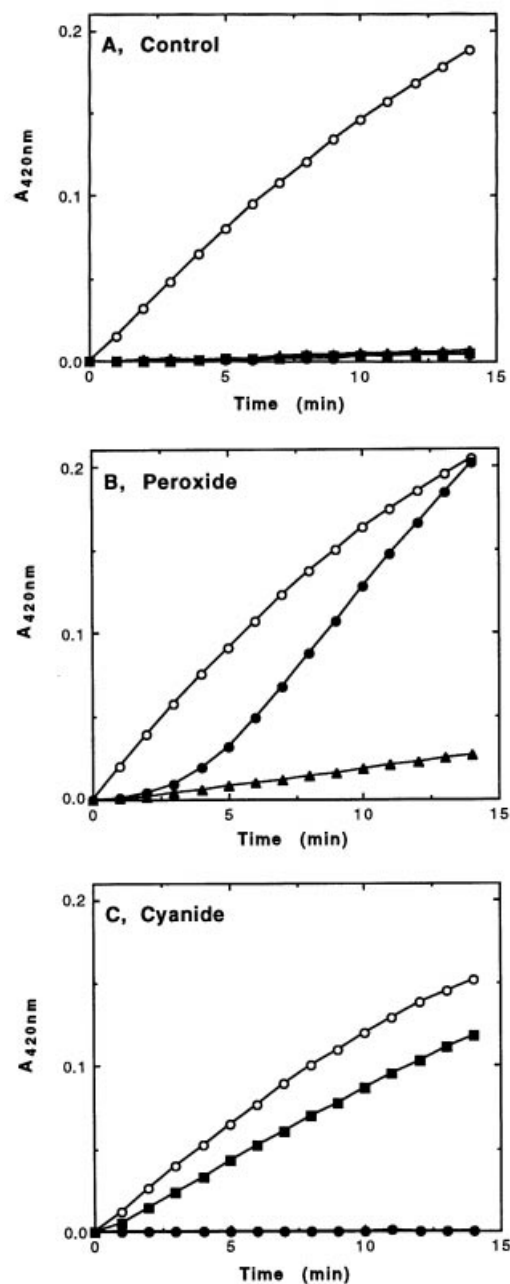 A, Control
0.2
0.1
0.0
A420nm
0 5 10 15
Time (min)
B, Peroxide
0.2
0.1
0.0
A420nm
0 5 10 15
Time (min)
C, Cyanide
0.2
0.1
0.0
A420nm
0 5 10 15
Time (min)